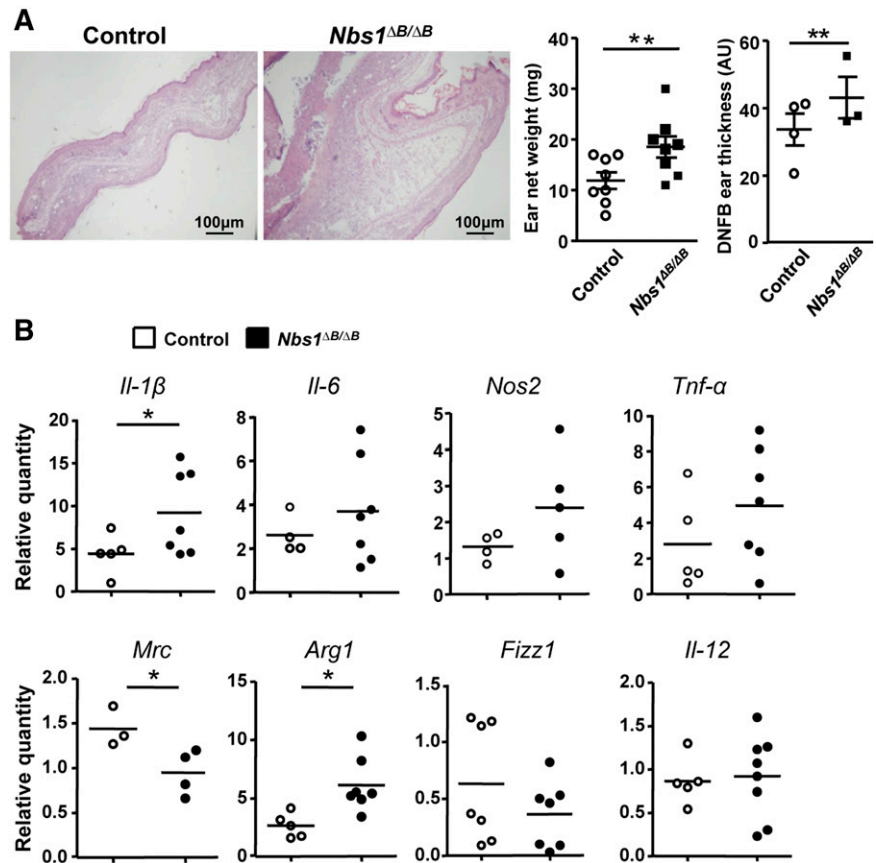 A
Control
Nbs1ΔB/ΔB
100μm
100μm
Ear net weight (mg)
40
30
20
10
0
**
Control
Nbs1ΔB/ΔB
DNFB ear thickness (AU)
60
40
20
0
**
Control
Nbs1ΔB/ΔB
B
Control Nbs1ΔB/ΔB
Il-1β
Relative quantity
20
15
10
5
0
*
Il-6
8
6
4
2
0
Nos2
5
4
3
2
1
0
Tnf-α
10
8
6
4
2
0
Mrc
Relative quantity
2.0
1.5
1.0
0.5
0.0
*
Arg1
15
10
5
0
*
Fizz1
1.5
1.0
0.5
0.0
Il-12
2.0
1.5
1.0
0.5
0.0